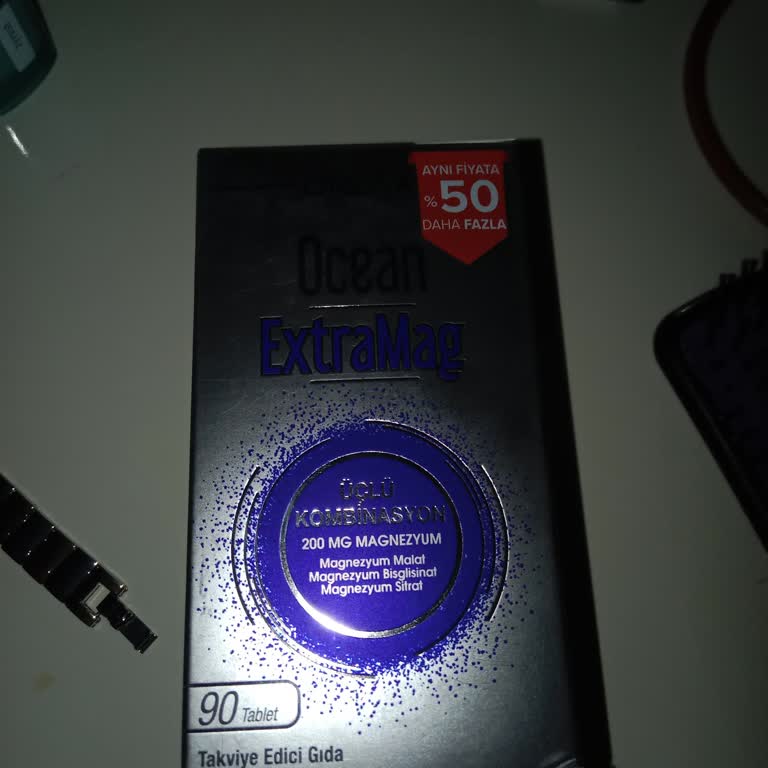 AYNI FİYATA
%50
DAHA FAZLA
Ocean
ExtraMag
ÜÇLÜ
KOMBİNASYON
200 MG MAGNEZYUM
Magnezyum Malat
Magnezyum Bisglisinat
Magnezyum Sitrat
90 Tablet
Takviye Edici Gıda